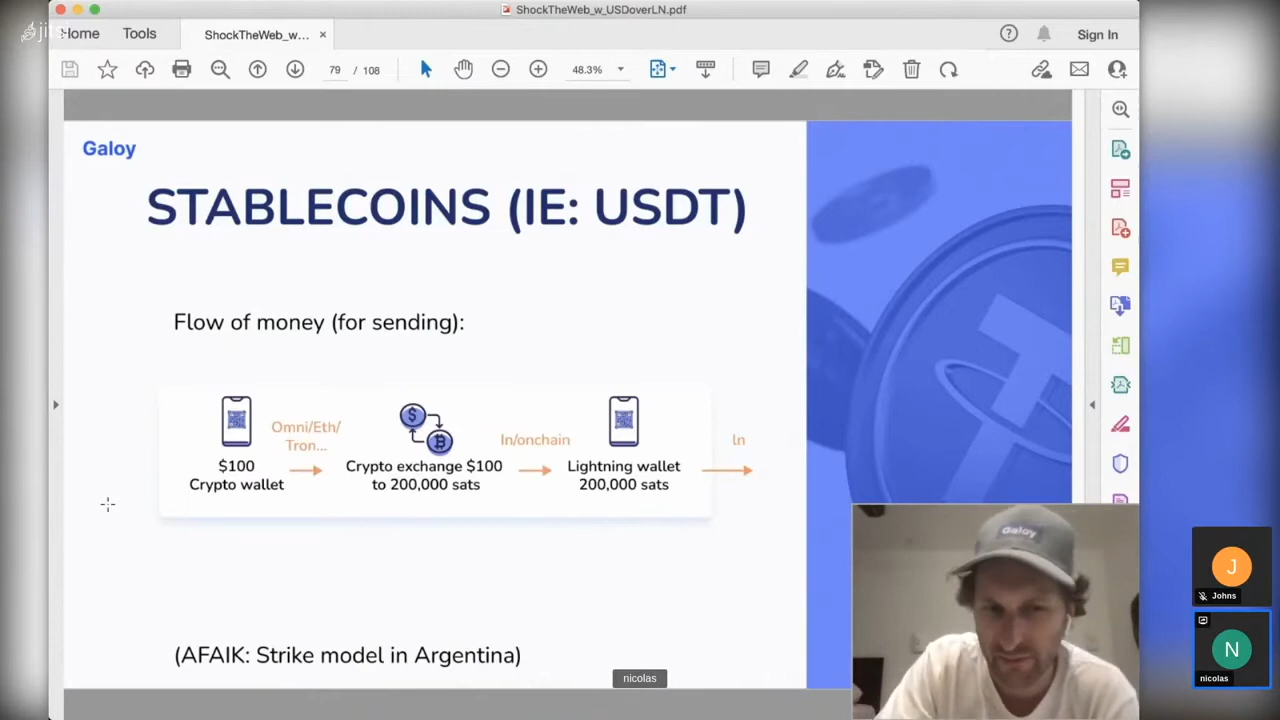 ShockTheWeb_w_USDoverLN.pdf
jitsi
Home
Tools
ShockTheWeb_w...
×
Sign In
79 / 108
48.3%
Galoy
STABLECOINS (IE: USDT)
Flow of money (for sending):
Omni/Eth/
Tron...
ln/onchain
ln
$100
Crypto wallet
Crypto exchange $100
to 200,000 sats
Lightning wallet
200,000 sats
(AFAIK: Strike model in Argentina)
nicolas
Galoy
J
Johns
N
nicolas